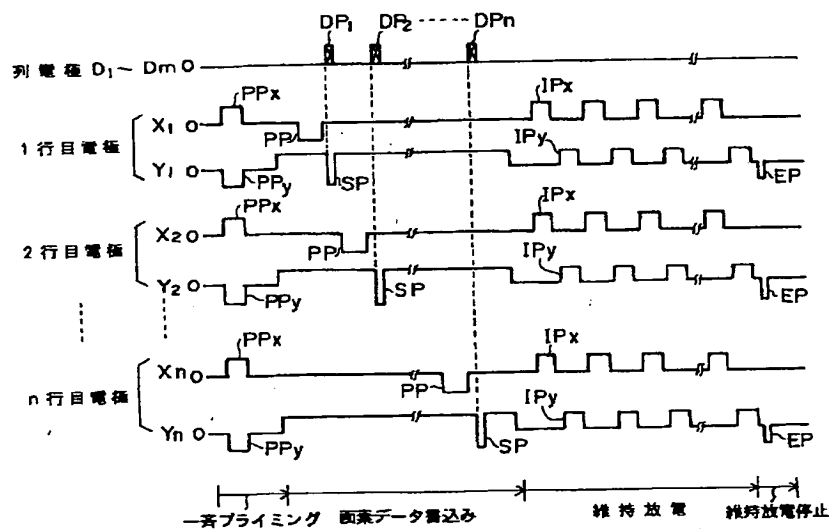 DP1 DP2 DPn
列電極 D1～Dm 0
PPx IPx
1行目電極 X1 0
PP IPy
Y1 0
PPy SP EP
PPx IPx
2行目電極 X2 0
PP IPy
Y2 0
PPy SP EP
PPx IPx
n行目電極 Xn 0
PP IPy
Yn 0
PPy SP EP
一斉プライミング 画素データ書込み 維持放電 維持放電停止